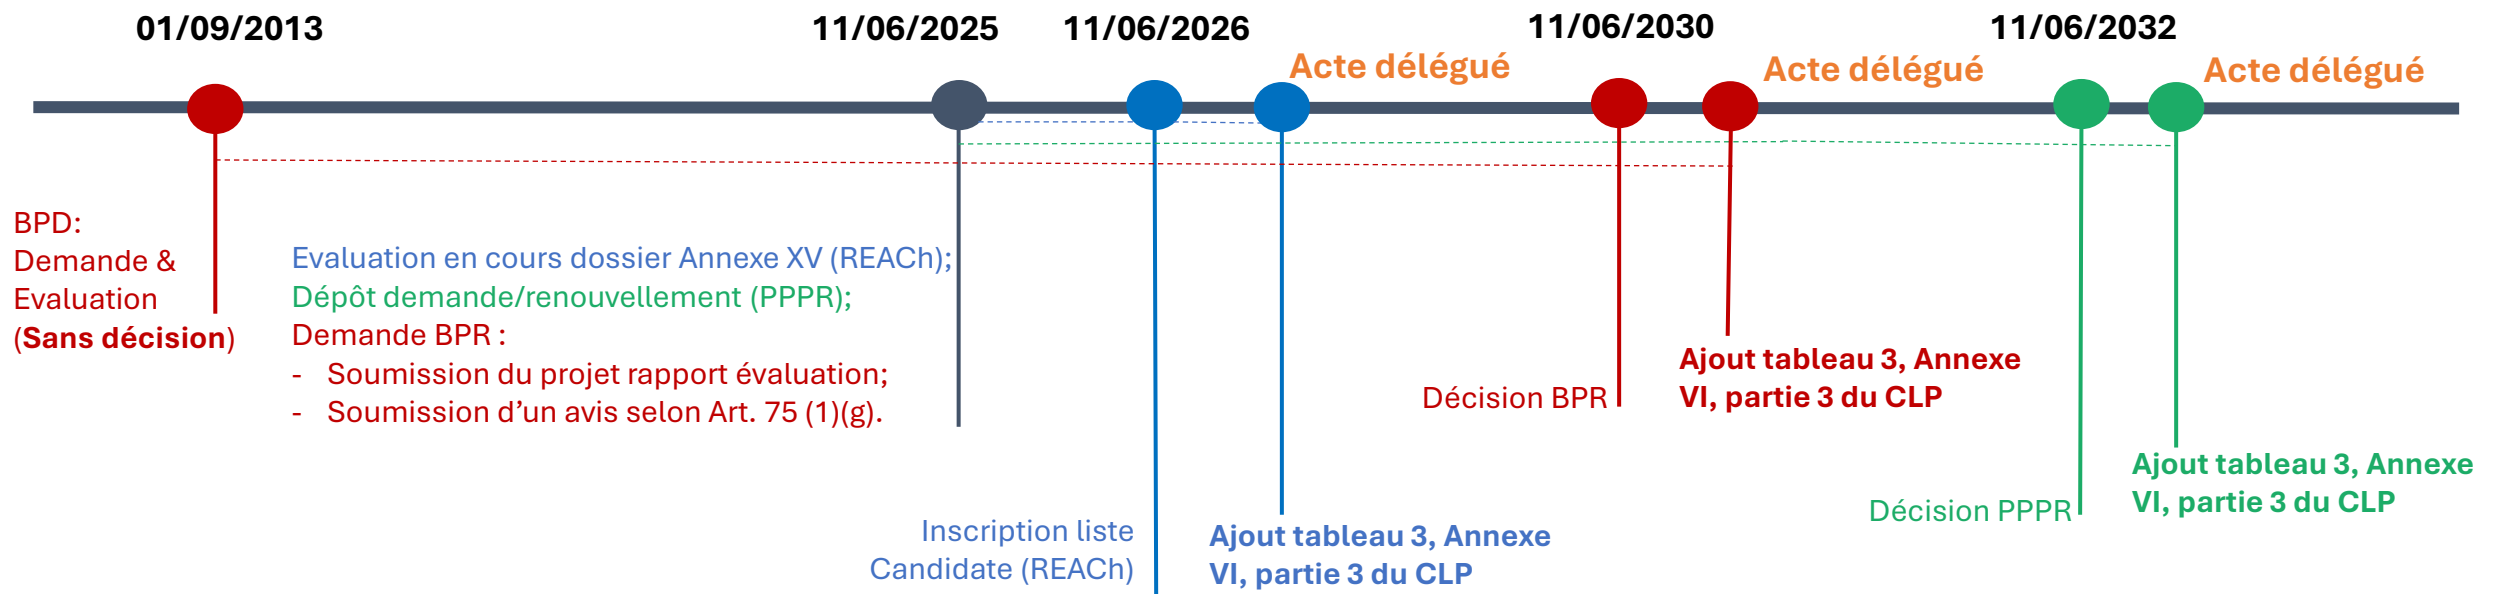 01/09/2013
11/06/2025
11/06/2026
11/06/2030
11/06/2032
Acte délégué
Acte délégué
Acte délégué
BPD:
Demande &
Evaluation
(Sans décision)
Evaluation en cours dossier Annexe XV (REACh);
Dépôt demande/renouvellement (PPPR);
Demande BPR :
- Soumission du projet rapport évaluation;
- Soumission d’un avis selon Art. 75 (1)(g).
Inscription liste
Candidate (REACh)
Ajout tableau 3, Annexe
VI, partie 3 du CLP
Décision BPR
Ajout tableau 3, Annexe
VI, partie 3 du CLP
Décision PPPR
Ajout tableau 3, Annexe
VI, partie 3 du CLP